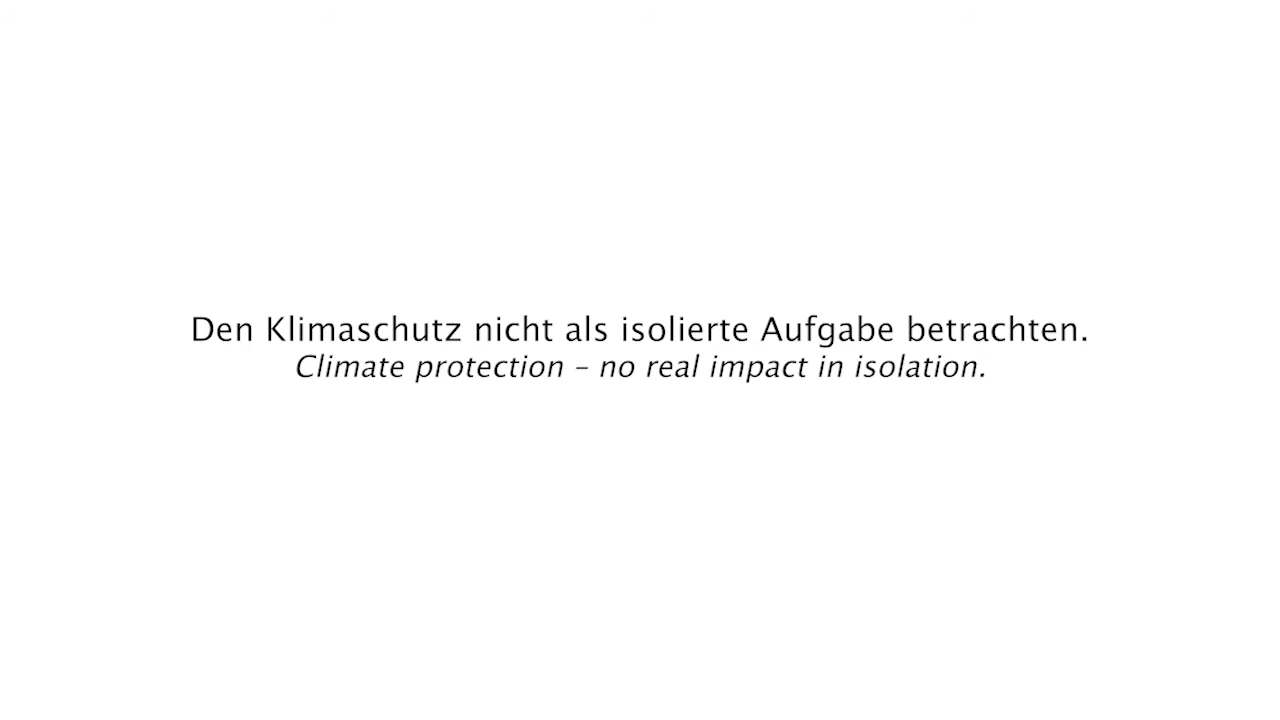 Den Klimaschutz nicht als isolierte Aufgabe betrachten.
Climate protection – no real impact in isolation.